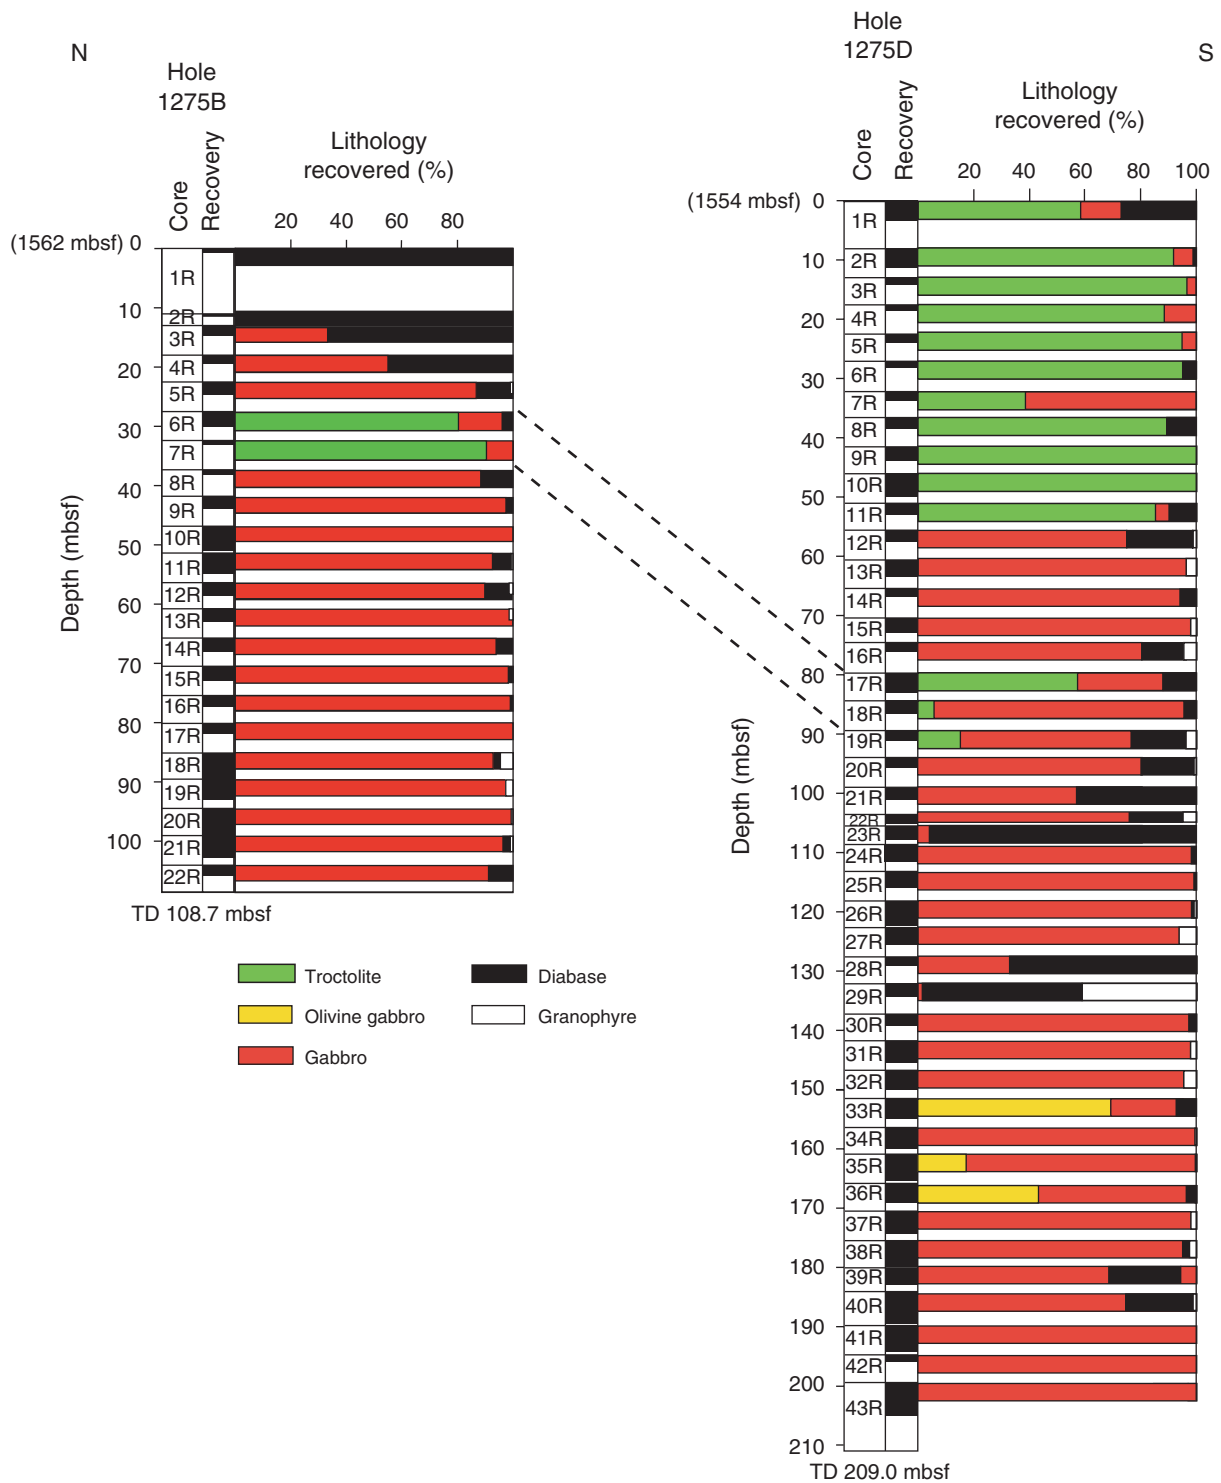 N
Hole
1275B
Core
Recovery
Lithology
recovered (%)
20 40 60 80
(1562 mbsf) 0
10
20
30
40
50
60
70
80
90
100
Depth (mbsf)
1R
2R
3R
4R
5R
6R
7R
8R
9R
10R
11R
12R
13R
14R
15R
16R
17R
18R
19R
20R
21R
22R
TD 108.7 mbsf
Troctolite
Olivine gabbro
Gabbro
Diabase
Granophyre
Hole
1275D
S
Core
Recovery
Lithology
recovered (%)
20 40 60 80 100
(1554 mbsf) 0
10
20
30
40
50
60
70
80
90
100
110
120
130
140
150
160
170
180
190
200
210
Depth (mbsf)
1R
2R
3R
4R
5R
6R
7R
8R
9R
10R
11R
12R
13R
14R
15R
16R
17R
18R
19R
20R
21R
22R
23R
24R
25R
26R
27R
28R
29R
30R
31R
32R
33R
34R
35R
36R
37R
38R
39R
40R
41R
42R
43R
TD 209.0 mbsf